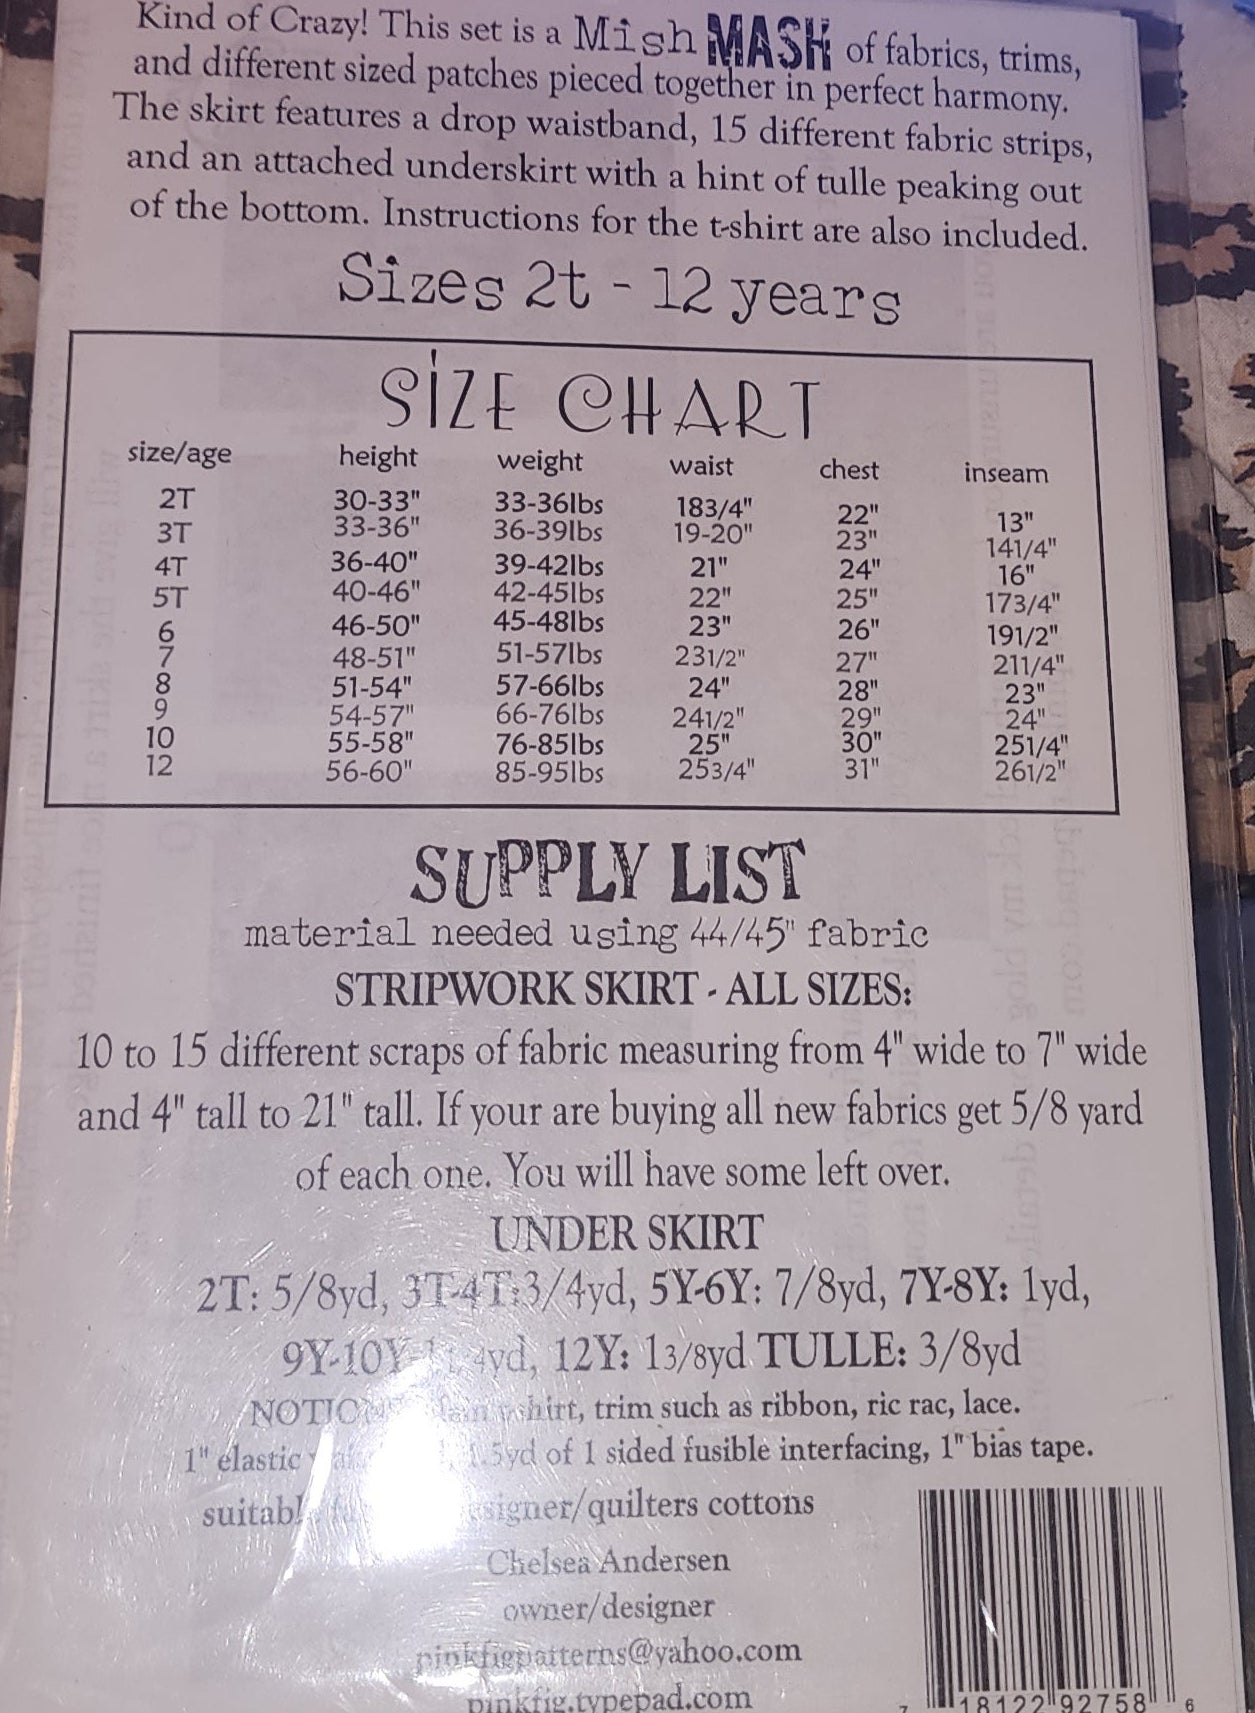 Kind of Crazy! This set is a Mish MASH of fabrics, trims,
and different sized patches pieced together in perfect harmony.
The skirt features a drop waistband, 15 different fabric strips,
and an attached underskirt with a hint of tulle peaking out
of the bottom. Instructions for the t-shirt are also included.
Sizes 2t - 12 years
SIZE CHART
size/age height weight waist chest inseam
2T 30-33" 33-36lbs 183/4" 22" 13"
3T 33-36" 36-39lbs 19-20" 23" 141/4"
4T 36-40" 39-42lbs 21" 24" 16"
5T 40-46" 42-45lbs 22" 25" 173/4"
6 46-50" 45-48lbs 23" 26" 191/2"
7 48-51" 51-57lbs 231/2" 27" 211/4"
8 51-54" 57-66lbs 24" 28" 23"
9 54-57" 66-76lbs 241/2" 29" 24"
10 55-58" 76-85lbs 25" 30" 251/4"
12 56-60" 85-95lbs 253/4" 31" 261/2"
SUPPLY LIST
material needed using 44/45" fabric
STRIPWORK SKIRT - ALL SIZES:
10 to 15 different scraps of fabric measuring from 4" wide to 7" wide
and 4" tall to 21" tall. If your are buying all new fabrics get 5/8 yard
of each one. You will have some left over.
UNDER SKIRT
2T: 5/8yd, 3T-4T:3/4yd, 5Y-6Y: 7/8yd, 7Y-8Y: 1yd,
9Y-10Y: 12Y: 13/8yd TULLE: 3/8yd
trim such as ribbon, ric rac, lace.
1" elastic of 1 sided fusible interfacing, 1" bias tape.
designer/quilters cottons
Chelsea Andersen
owner/designer
pinkfigpatterns@yahoo.com
pinkfig.typepad.com
7 18122 92758 6